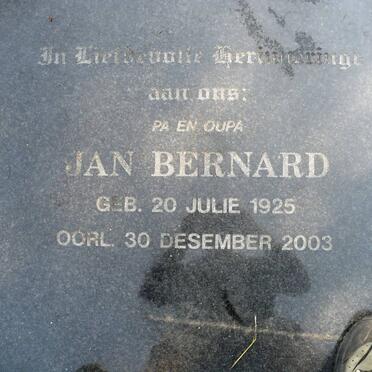 In Liefdevolle Herinneringe
aan ons:
PA EN OUPA
JAN BERNARD
GEB. 20 JULIE 1925
OORL. 30 DESEMBER 2003